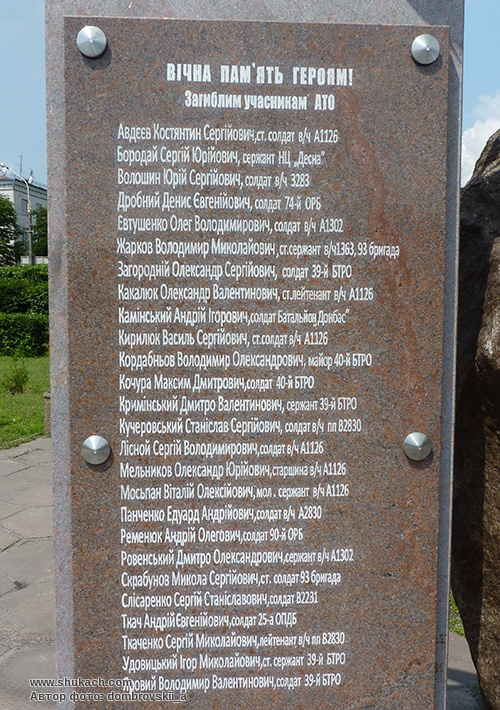 ВІЧНА ПАМ'ЯТЬ ГЕРОЯМ!
Загиблим учасникам АТО
Авдеєв Костянтин Сергійович, ст. солдат в/ч А1126
Бородай Сергій Юрійович, сержант НЦ „Десна"
Волошин Юрій Сергійович, солдат в/ч 3283
Дробний Денис Євгенійович, солдат 74-й ОРБ
Євтушенко Олег Володимирович, солдат в/ч А1302
Жарков Володимир Миколайович, ст.сержант в/ч1363, 93 бригада
Загородній Олександр Сергійович, солдат 39-й БТРО
Какалюк Олександр Валентинович, ст.лейтенант в/ч А1126
Камінський Андрій Ігорович,солдат Батальйон„Донбас"
Кирилюк Василь Сергійович, ст.солдат в/ч А1126
Кордабньов Володимир Олександрович, майор 40-й БТРО
Кочура Максим Дмитрович,солдат 40-й БТРО
Кримінський Дмитро Валентинович, сержант 39-й БТРО
Кучеровський Станіслав Сергійович, солдат в/ч пп В2830
Лісной Сергій Володимирович,солдат в/ч А1126
Мельников Олександр Юрійович,старшина в/ч А1126
Мосьпан Віталій Олексійович,мол . сержант в/ч А1126
Панченко Едуард Андрійович,солдат в/ч А2830
Ременюк Андрій Олегович,солдат 90-й ОРБ
Ровенський Дмитро Олександрович,сержант в/ч А1302
Скрабунов Микола Сергійович,ст. солдат 93 бригада
Слісаренко Сергій Станіславович,солдат В2231
Ткач Андрій Євгенійович,солдат 25-а ОПДБ
Ткаченко Сергій Миколайович,лейтенант в/ч пп В2830
Удовицький Ігор Миколайович,ст. сержант 39-й БТРО
Володимир Валентинович,солдат 39-й БТРО
www.shukach.com
Автор фото: dombrovskii_a